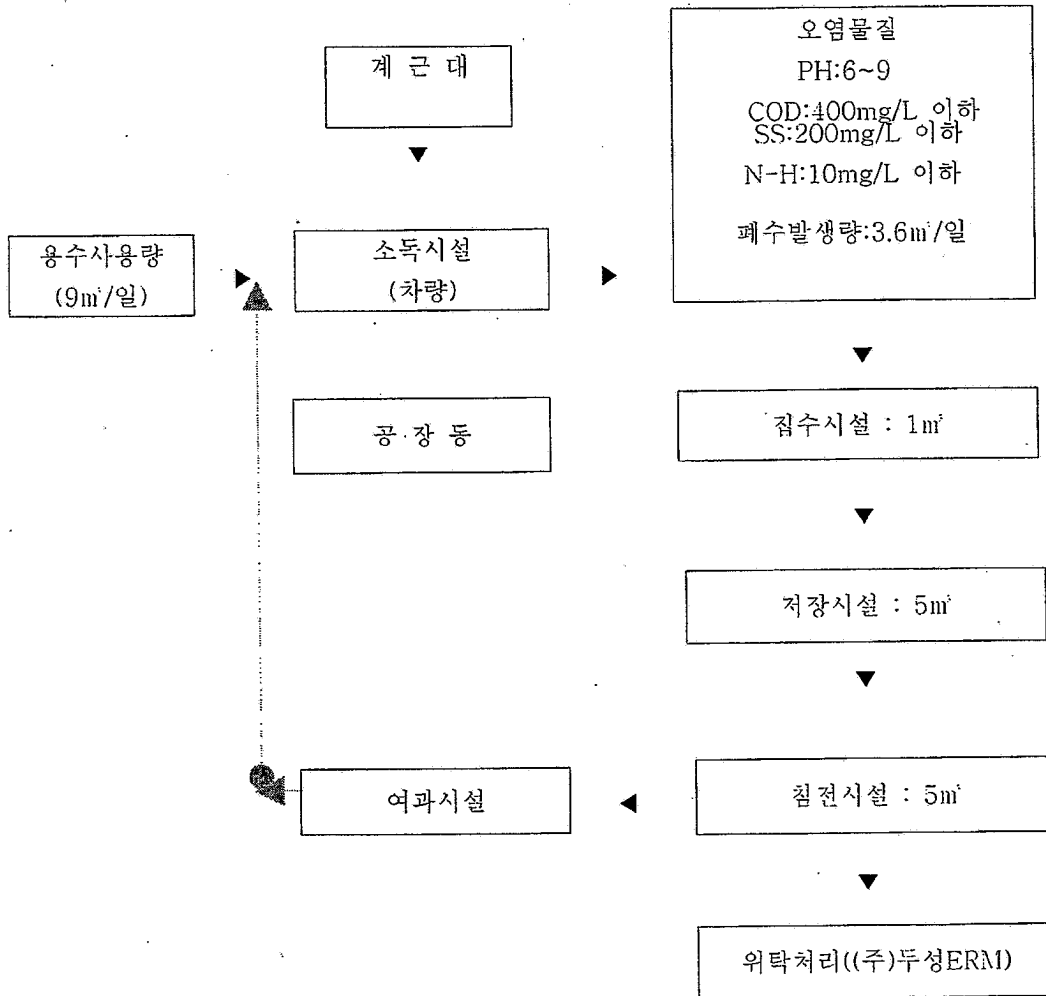 계 근 대
오염물질
PH:6~9
COD:400mg/L 이하
SS:200mg/L 이하
N-H:10mg/L 이하
폐수발생량:3.6㎥/일
용수사용량
(9㎥/일)
소독시설
(차량)
공 장 동
집수시설 : 1㎥
저장시설 : 5㎥
여과시설
침전시설 : 5㎥
위탁처리((주)두성ERM)